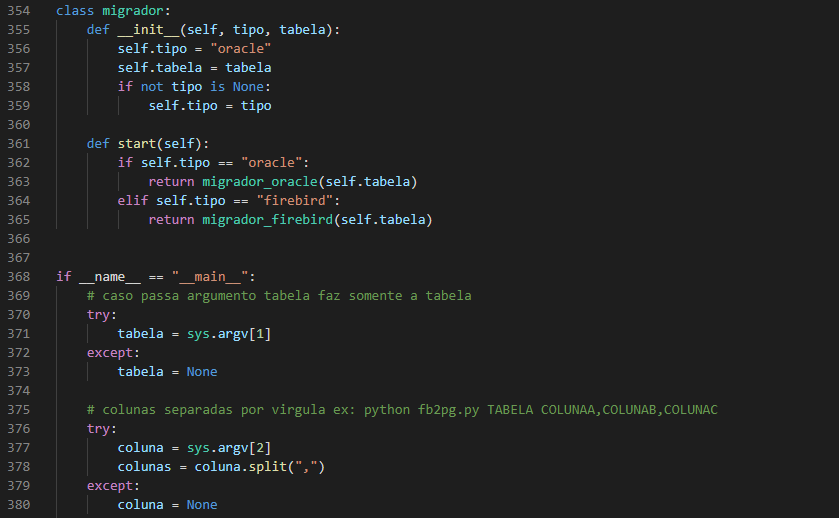 354 class migrador:
355     def __init__(self, tipo, tabela):
356         self.tipo = "oracle"
357         self.tabela = tabela
358         if not tipo is None:
359             self.tipo = tipo
360
361     def start(self):
362         if self.tipo == "oracle":
363             return migrador_oracle(self.tabela)
364         elif self.tipo == "firebird":
365             return migrador_firebird(self.tabela)
366
367
368 if __name__ == "__main__":
369     # caso passa argumento tabela faz somente a tabela
370     try:
371         tabela = sys.argv[1]
372     except:
373         tabela = None
374
375     # colunas separadas por virgula ex: python fb2pg.py TABELA COLUNAA,COLUNAB,COLUNAC
376     try:
377         coluna = sys.argv[2]
378         colunas = coluna.split(",")
379     except:
380         coluna = None